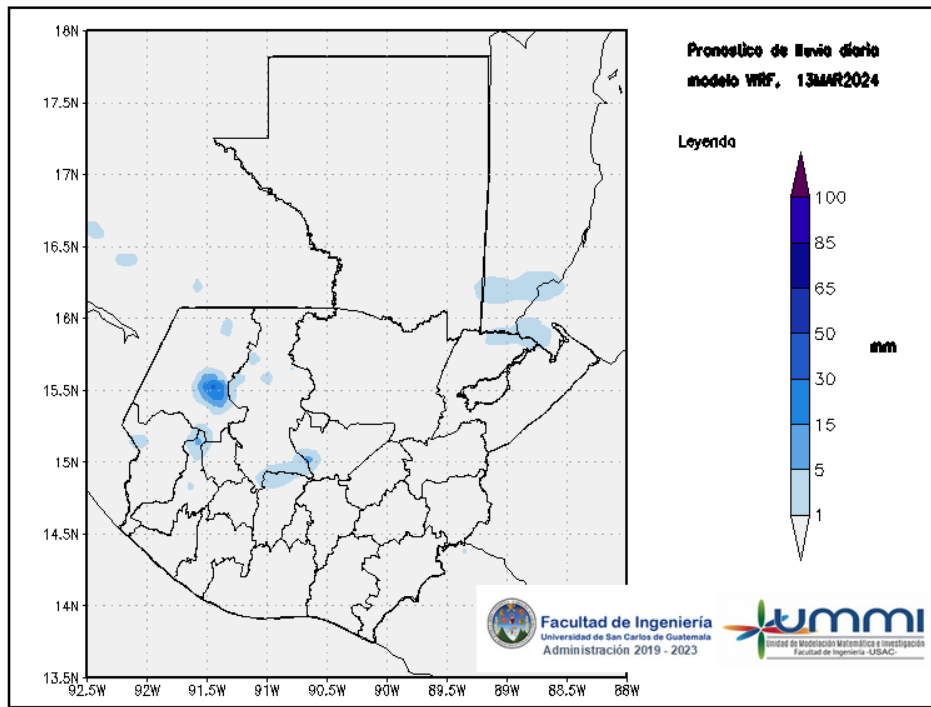 Pronostico de lluvia diaria
modelo WRF, 13MAR2024
Leyenda
100
85
65
50
30
15
5
1
mm
18N
17.5N
17N
16.5N
16N
15.5N
15N
14.5N
14N
13.5N
92.5W 92W 91.5W 91W 90.5W 90W 89.5W 89W 88.5W 88W
Facultad de Ingeniería
Universidad de San Carlos de Guatemala
Administración 2019 - 2023
UMMI
Unidad de Modelación Matemática e Investigación
Facultad de Ingeniería -USAC-